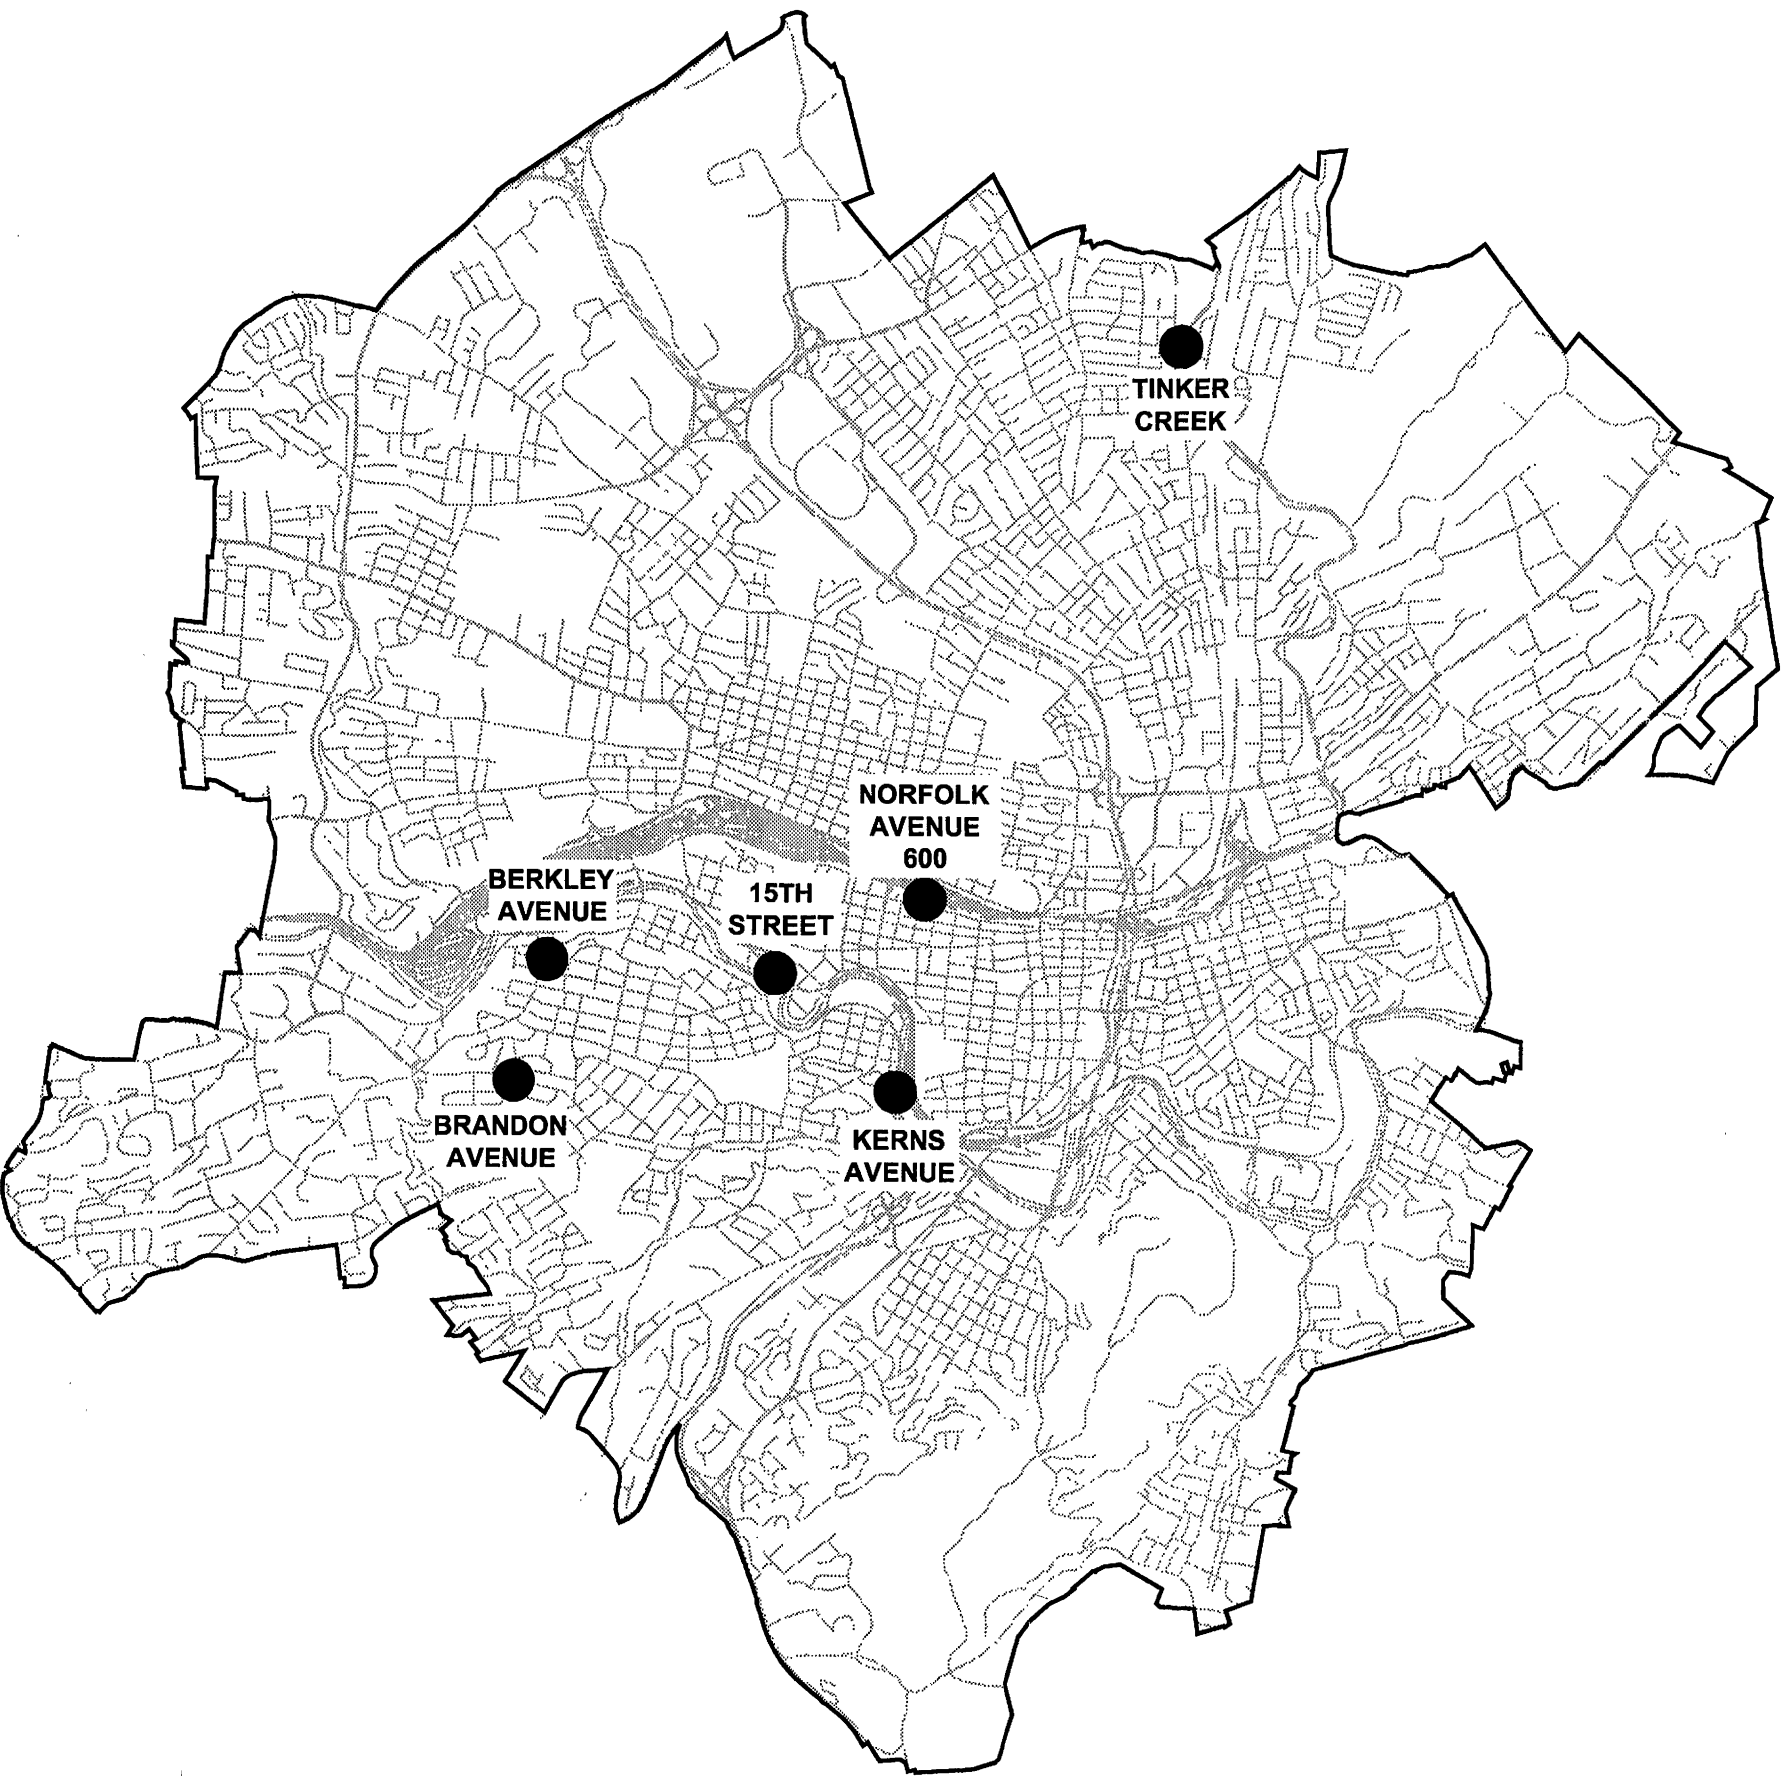 TINKER
CREEK
NORFOLK
AVENUE
600
BERKLEY
AVENUE
15TH
STREET
BRANDON
AVENUE
KERNS
AVENUE